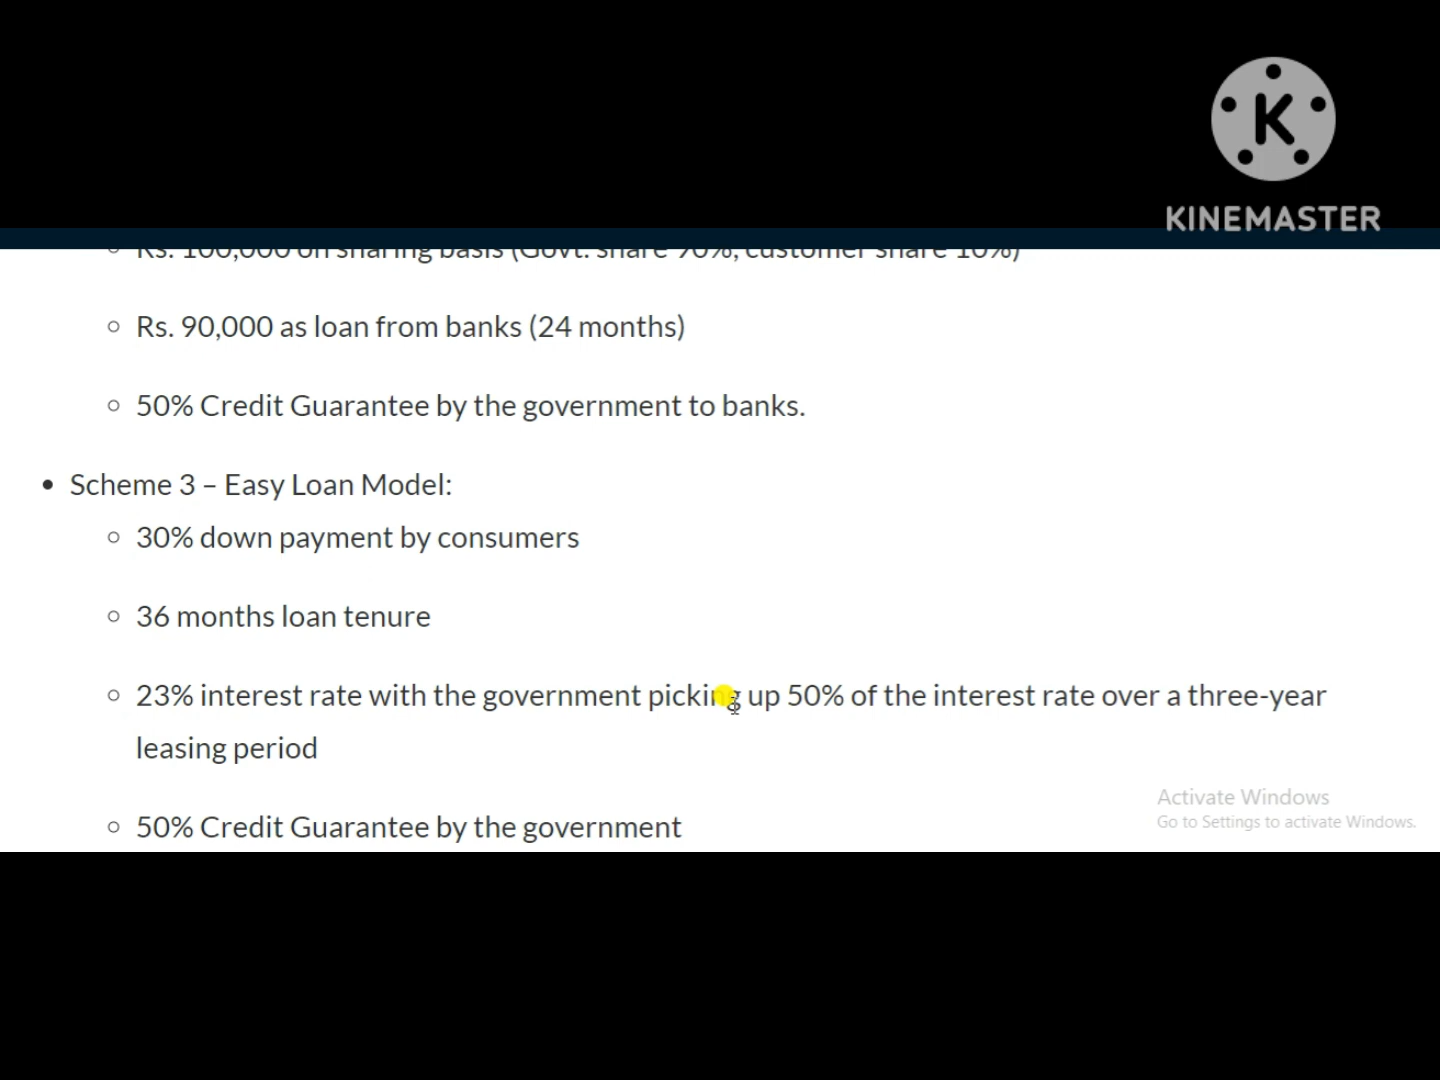 KINEMASTER
Rs. 100,000 on sharing basis (Govt. share 90%, customer share 10%)
Rs. 90,000 as loan from banks (24 months)
50% Credit Guarantee by the government to banks.
Scheme 3 – Easy Loan Model:
30% down payment by consumers
36 months loan tenure
23% interest rate with the government picking up 50% of the interest rate over a three-year
leasing period
50% Credit Guarantee by the government
Activate Windows
Go to Settings to activate Windows.